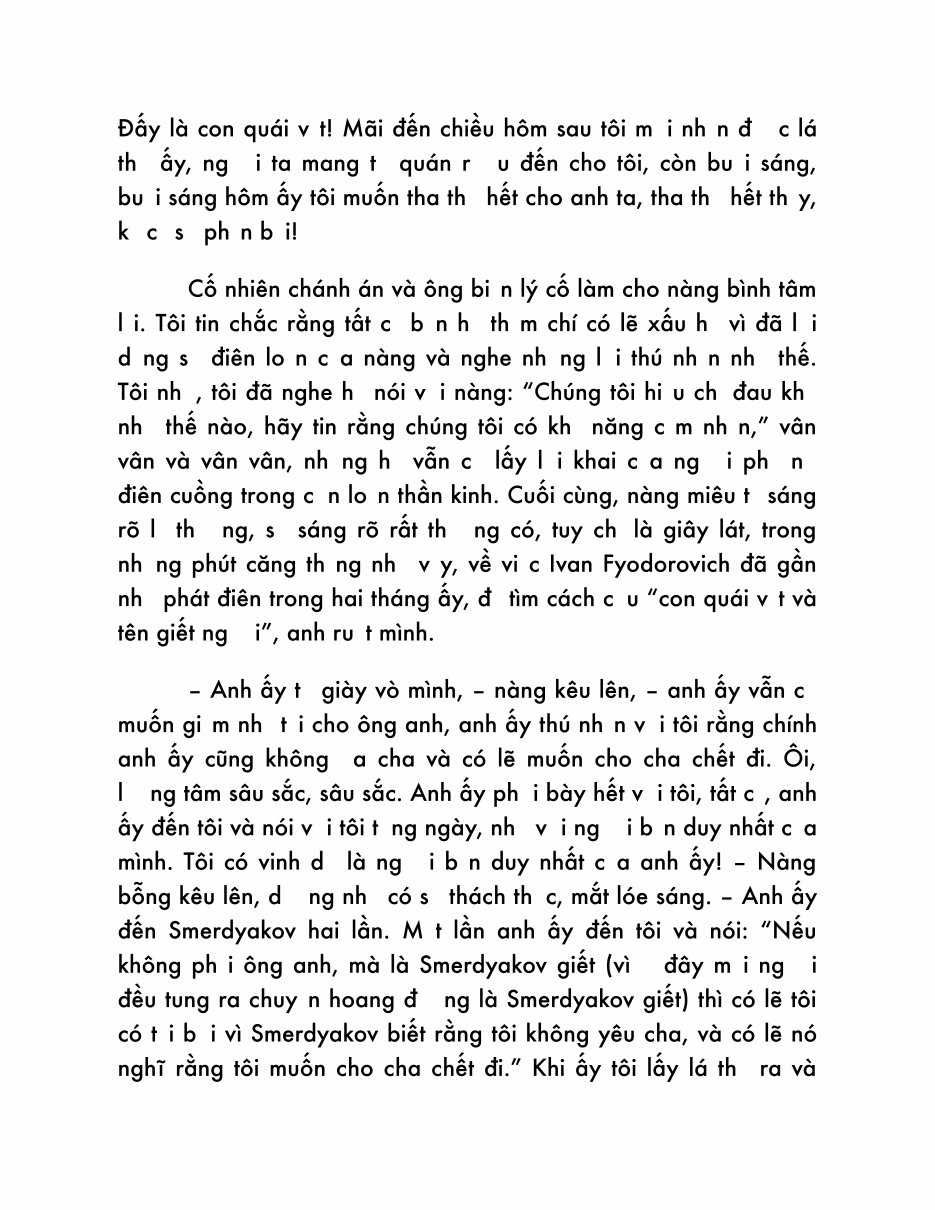 Đấy là con quái v t! Mãi đến chiều hôm sau tôi m i nh n đ c lá
th ấy, ng i ta mang t quán r u đến cho tôi, còn bu i sáng,
bu i sáng hôm ấy tôi muốn tha th hết cho anh ta, tha th hết th y,
k c s ph n b i!
Cố nhiên chánh án và ông bi n lý cố làm cho nàng bình tâm
l i. Tôi tin chắc rằng tất c b n h th m chí có lẽ xấu h vì đã l i
d ng s điên lo n c a nàng và nghe nh ng l i thú nh n nh thế.
Tôi nh , tôi đã nghe h nói v i nàng: “Chúng tôi hi u ch đau kh
nh thế nào, hãy tin rằng chúng tôi có kh năng c m nh n,” vân
vân và vân vân, nh ng h vẫn c lấy l i khai c a ng i ph n
điên cuồng trong c n lo n thần kinh. Cuối cùng, nàng miêu t sáng
rõ l th ng, s sáng rõ rất th ng có, tuy ch là giây lát, trong
nh ng phút căng th ng nh v y, về vi c Ivan Fyodorovich đã gần
nh phát điên trong hai tháng ấy, đ tìm cách c u “con quái v t và
tên giết ng i”, anh ru t mình.
– Anh ấy t giày vò mình, – nàng kêu lên, – anh ấy vẫn c
muốn gi m nh t i cho ông anh, anh ấy thú nh n v i tôi rằng chính
anh ấy cũng không a cha và có lẽ muốn cho cha chết đi. Ôi,
l ng tâm sâu sắc, sâu sắc. Anh ấy ph i bày hết v i tôi, tất c , anh
ấy đến tôi và nói v i tôi t ng ngày, nh v i ng i b n duy nhất c a
mình. Tôi có vinh d là ng i b n duy nhất c a anh ấy! – Nàng
bỗng kêu lên, d ng nh có s thách th c, mắt lóe sáng. – Anh ấy
đến Smerdyakov hai lần. M t lần anh ấy đến tôi và nói: “Nếu
không ph i ông anh, mà là Smerdyakov giết (vì đây m i ng i
đều tung ra chuy n hoang đ ng là Smerdyakov giết) thì có lẽ tôi
có t i b i vì Smerdyakov biết rằng tôi không yêu cha, và có lẽ nó
nghĩ rằng tôi muốn cho cha chết đi.” Khi ấy tôi lấy lá th ra và